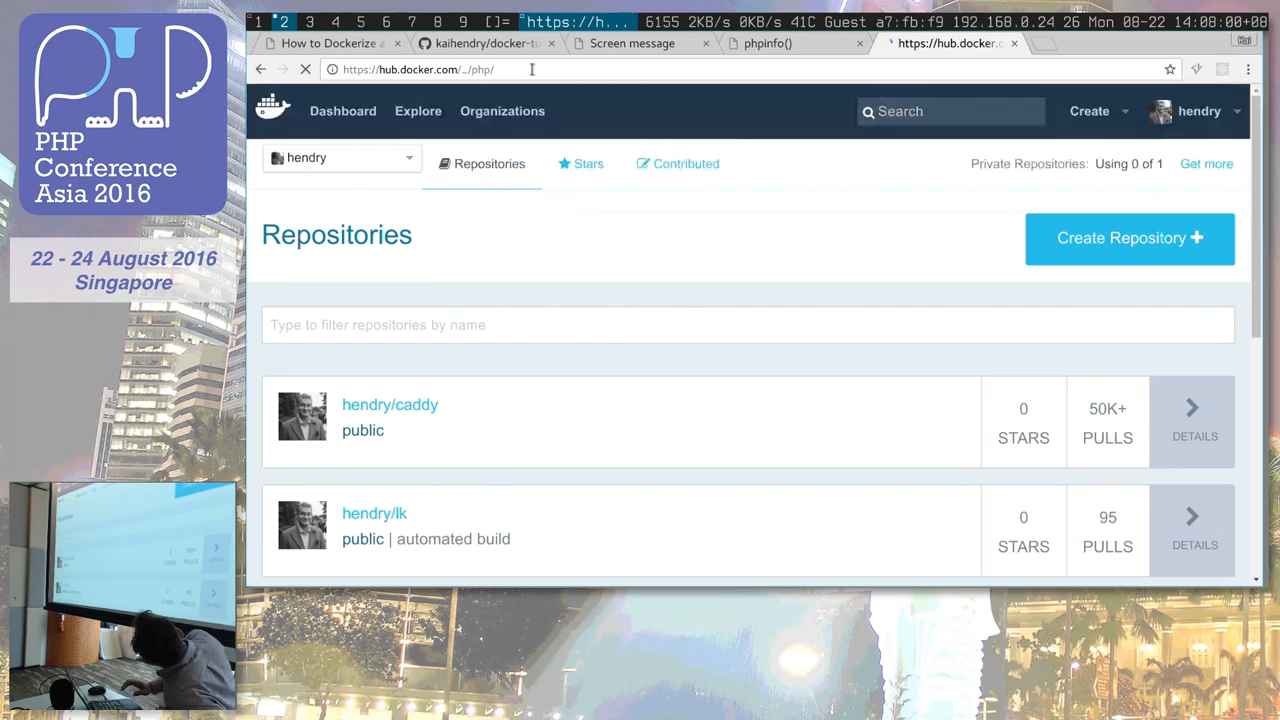 PHP
Conference
Asia 2016
22 - 24 August 2016
Singapore
1 2 3 4 5 6 7 8 9 []= https://h... 6155 2KB/s 0KB/s 41C Guest a7:fb:f9 192.168.0.24 26 Mon 08-22 14:08:00+08
How to Dockerize a × kaihendry/docker-tu × Screen message × phpinfo() × https://hub.docker.c × Kai
https://hub.docker.com/_/php/
Dashboard Explore Organizations Search Create hendry
hendry Repositories Stars Contributed Private Repositories: Using 0 of 1 Get more
Repositories
Create Repository +
Type to filter repositories by name
hendry/caddy
public
0
STARS
50K+
PULLS
DETAILS
hendry/lk
public | automated build
0
STARS
95
PULLS
DETAILS